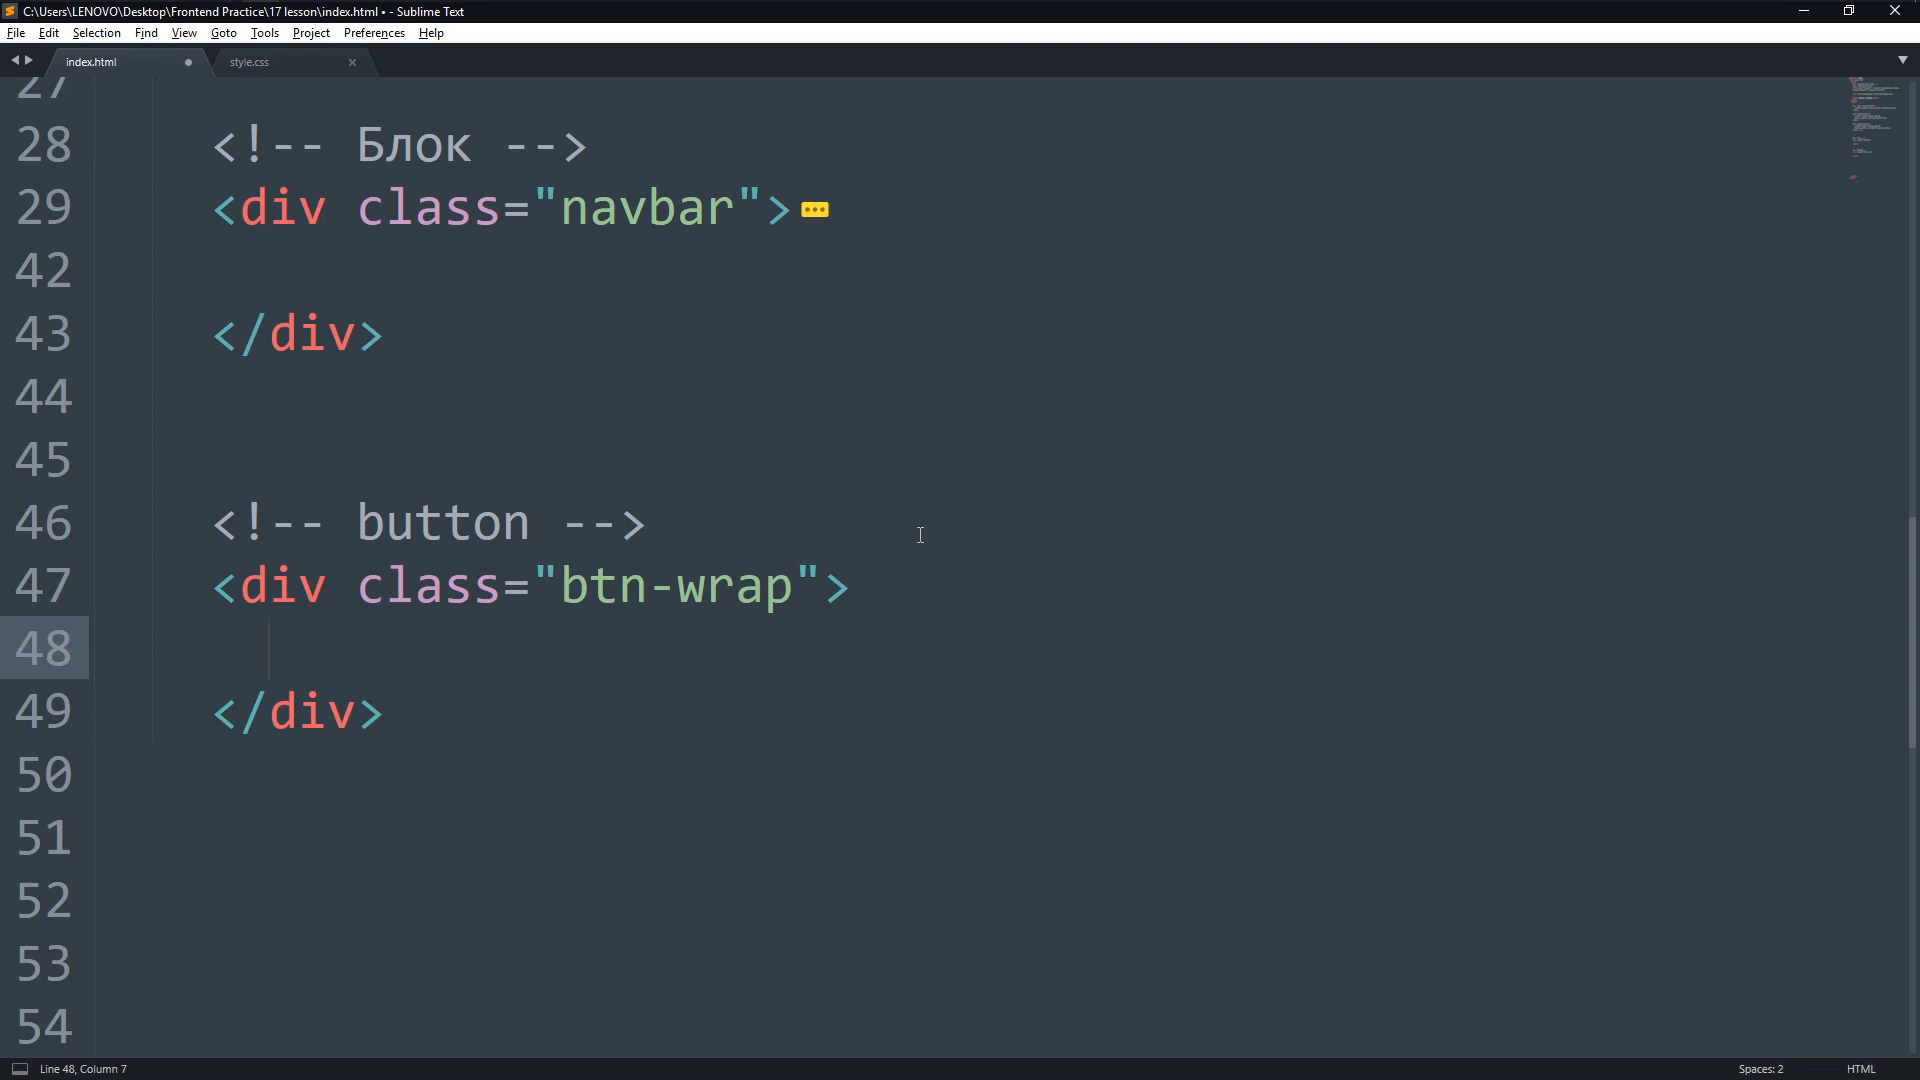 C:\Users\LENOVO\Desktop\Frontend Practice\17 lesson\index.html • - Sublime Text
File Edit Selection Find View Goto Tools Project Preferences Help
index.html style.css
27
28 <!-- Блок -->
29 <div class="navbar">
42
43 </div>
44
45
46 <!-- button -->
47 <div class="btn-wrap">
48
49 </div>
50
51
52
53
54
Line 48, Column 7 Spaces: 2 HTML